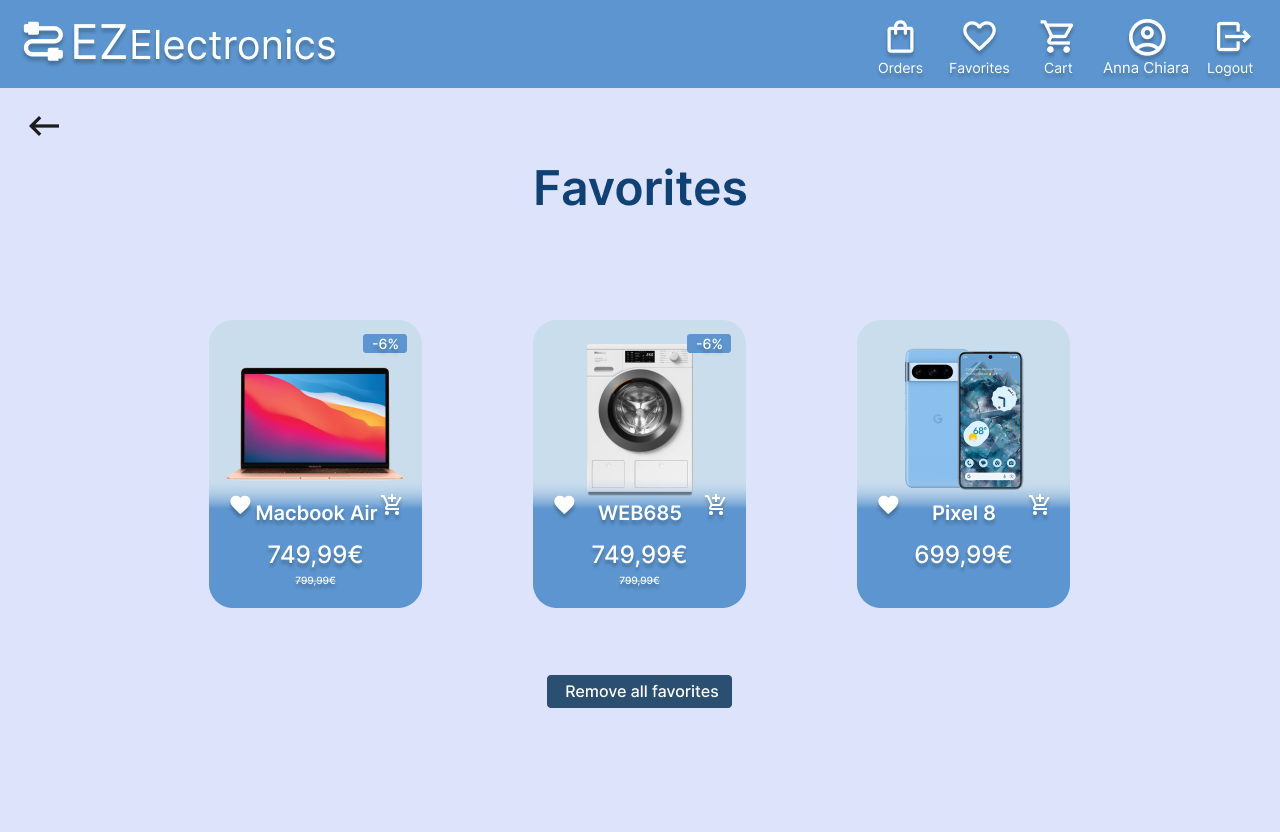 EZElectronics
Orders Favorites Cart Anna Chiara Logout
Favorites
-6%
Macbook Air
749,99€
799,99€
-6%
WEB685
749,99€
799,99€
68°
G
Pixel 8
699,99€
Remove all favorites